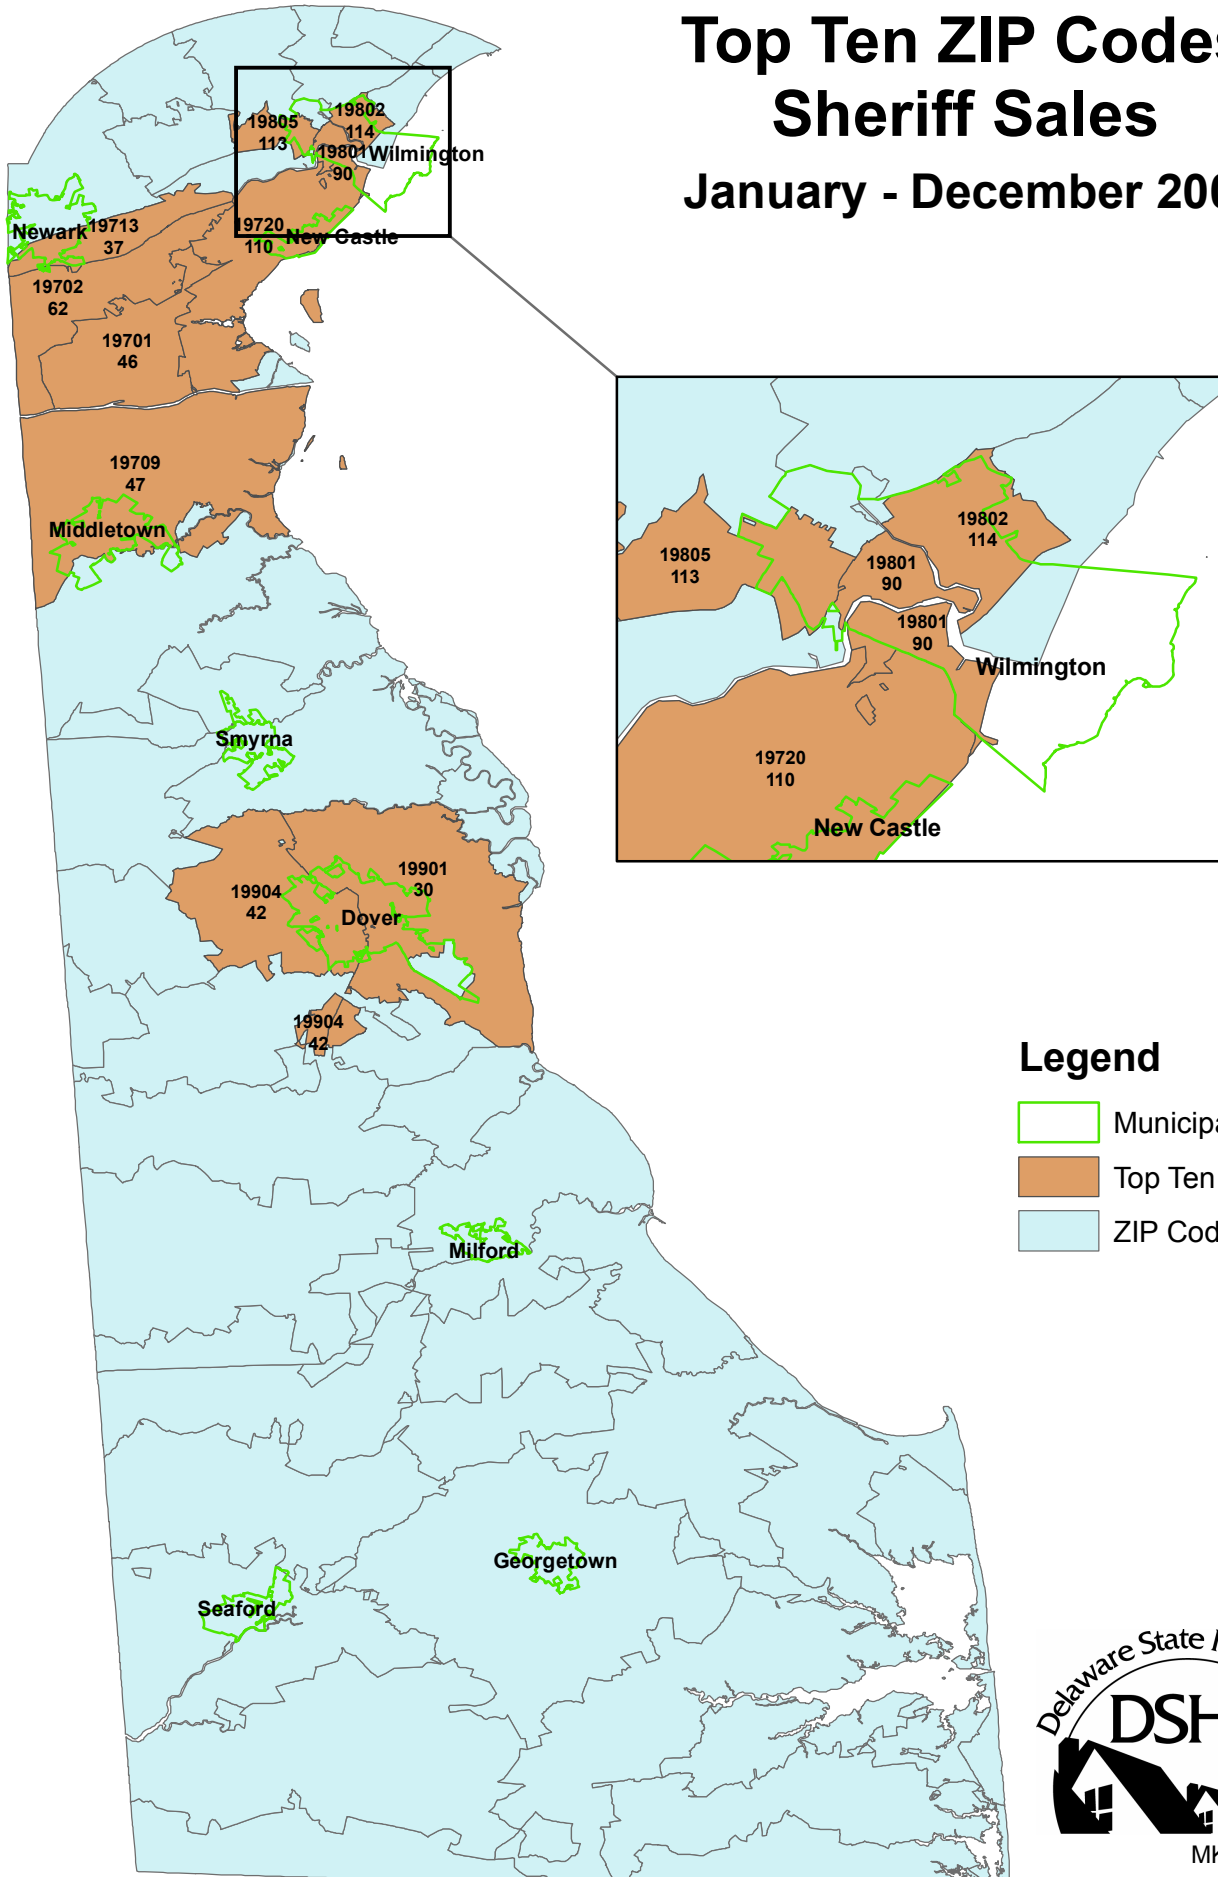 Top Ten ZIP Codes
Sheriff Sales
January - December 200
19802
114
19805
113
19801
90
Wilmington
Newark
19713
37
19720
110
New Castle
19702
62
19701
46
19709
47
Middletown
19802
114
19805
113
19801
90
19801
90
Wilmington
19720
110
New Castle
Smyrna
19901
30
19904
42
Dover
19904
42
Legend
Municipa
Top Ten
ZIP Cod
Milford
Georgetown
Seaford
Delaware State
DSH
MK